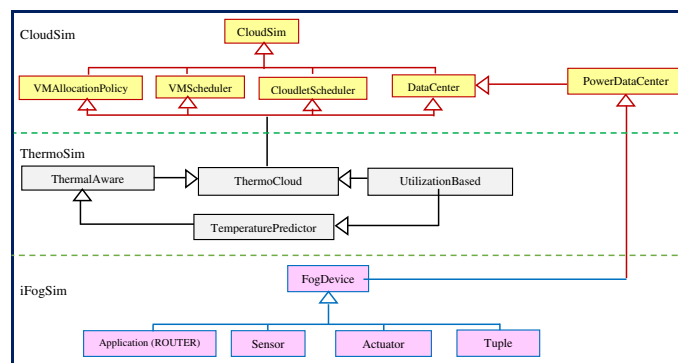 CloudSim
CloudSim
VMAllocationPolicy
VMScheduler
CloudletScheduler
DataCenter
PowerDataCenter
ThermoSim
ThermalAware
ThermoCloud
UtilizationBased
TemperaturePredictor
FogDevice
iFogSim
Application (ROUTER)
Sensor
Actuator
Tuple